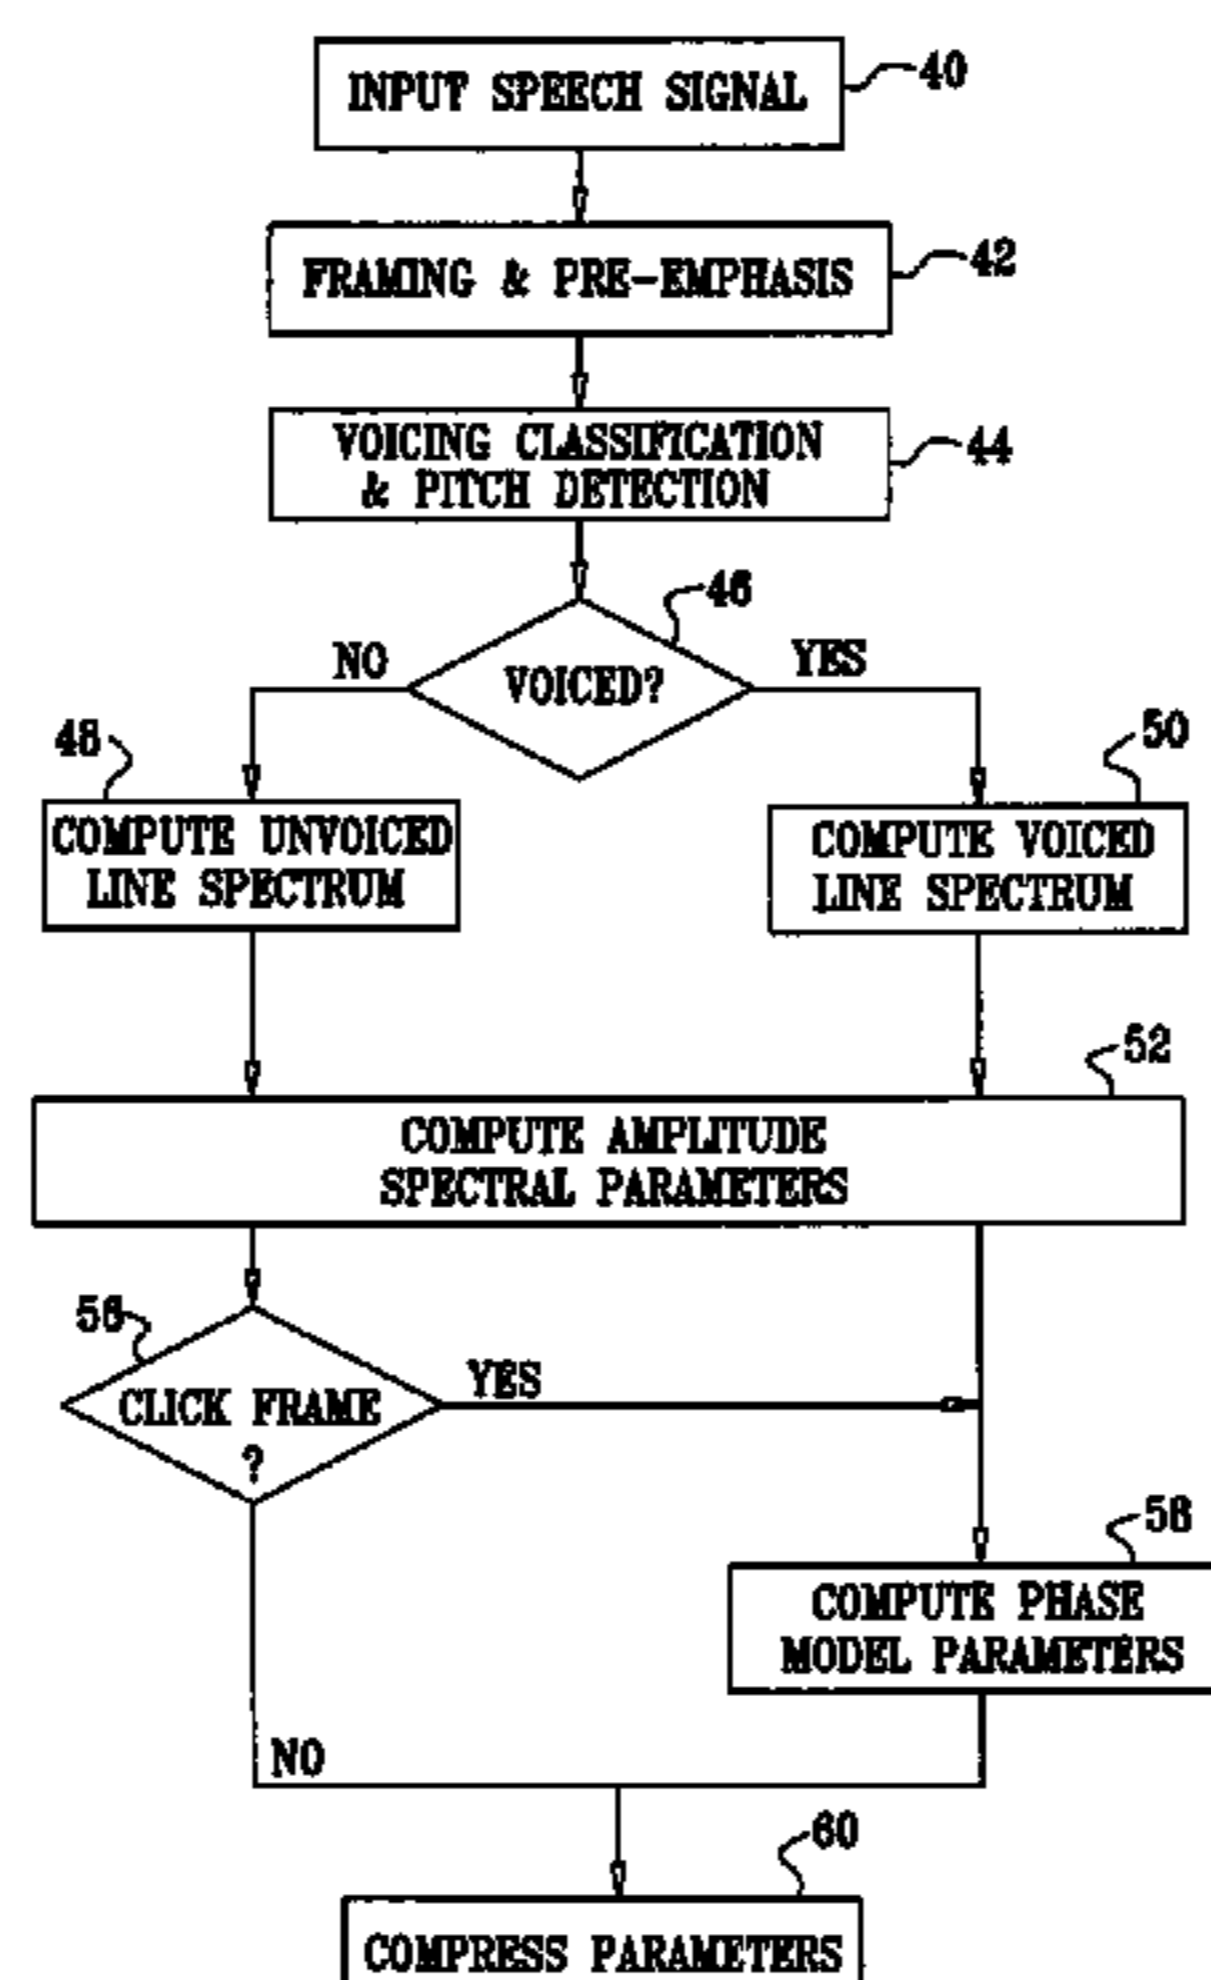 INPUT SPEECH SIGNAL
40
FRAMING & PRE-EMPHASIS
42
VOICING CLASSIFICATION
& PITCH DETECTION
44
46
VOICED?
NO
YES
48
COMPUTE UNVOICED
LINE SPECTRUM
50
COMPUTE VOICED
LINE SPECTRUM
52
COMPUTE AMPLITUDE
SPECTRAL PARAMETERS
56
CLICK FRAME
?
YES
NO
58
COMPUTE PHASE
MODEL PARAMETERS
60
COMPRESS PARAMETERS